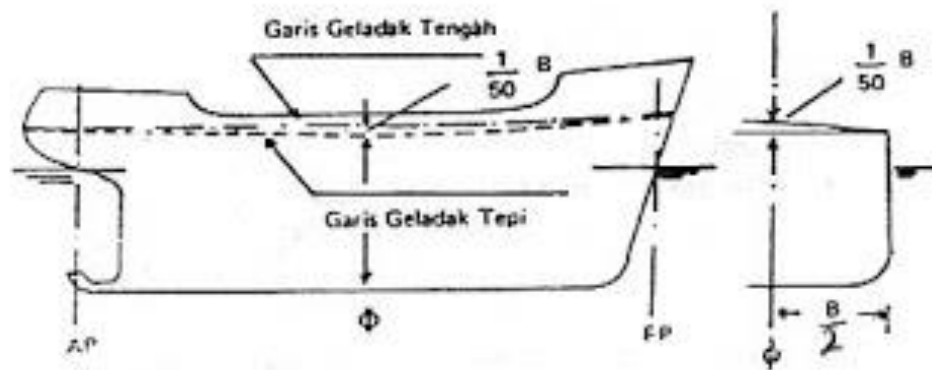 Garis Geladak Tengah
1/50 B
1/50 B
Garis Geladak Tepi
B/2
AP
Φ
FP